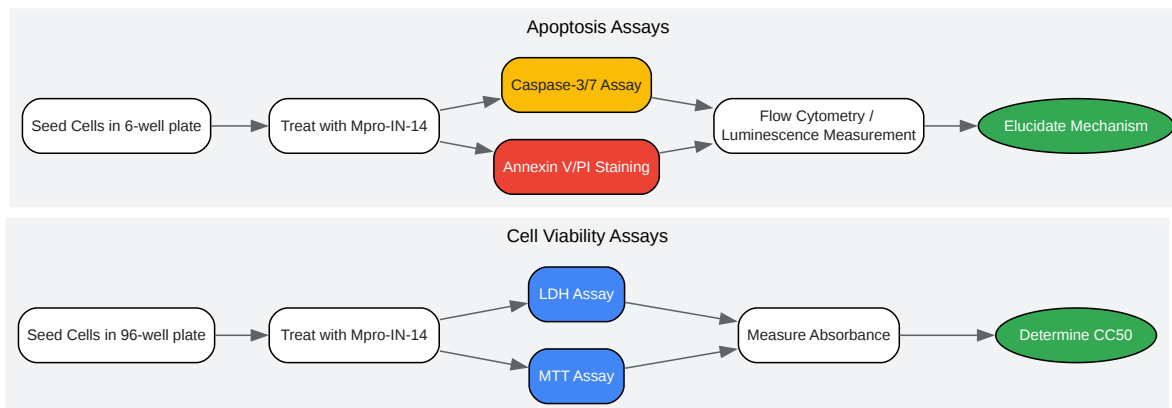 Apoptosis Assays
Seed Cells in 6-well plate
Treat with Mpro-IN-14
Caspase-3/7 Assay
Annexin V/PI Staining
Flow Cytometry /
Luminescence Measurement
Elucidate Mechanism
Cell Viability Assays
Seed Cells in 96-well plate
Treat with Mpro-IN-14
LDH Assay
MTT Assay
Measure Absorbance
Determine CC50